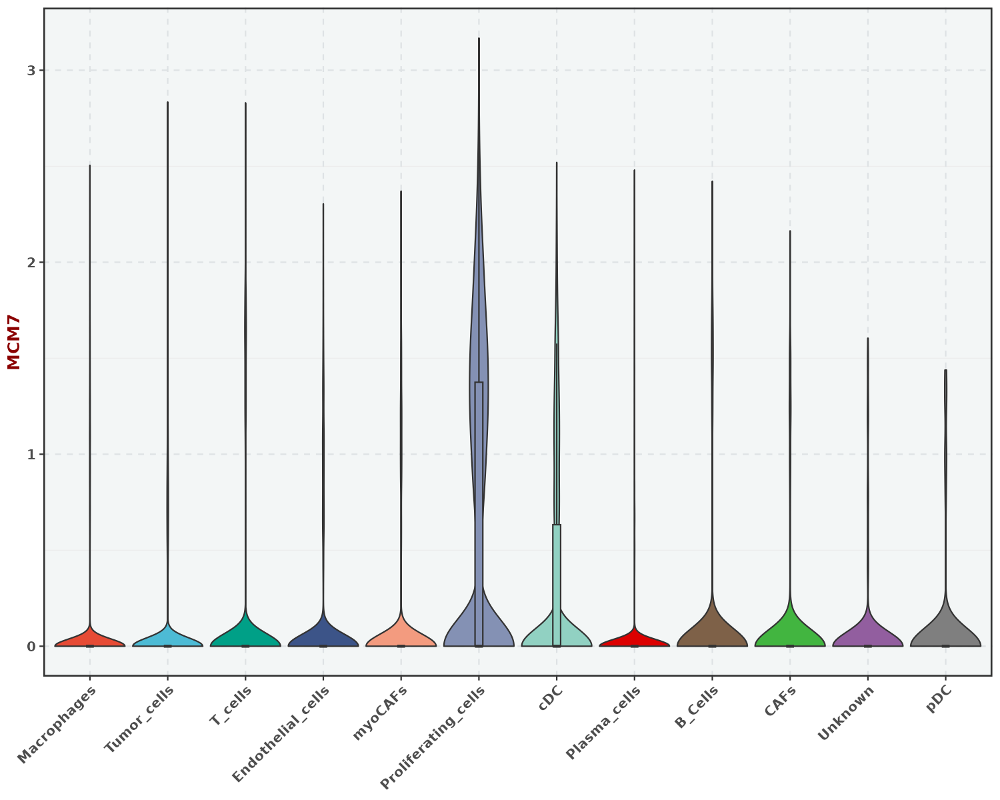 MCM7
3
2
1
0
Macrophages
Tumor_cells
T_cells
Endothelial_cells
myoCAFs
Proliferating_cells
cDC
Plasma_cells
B_Cells
CAFs
Unknown
pDC